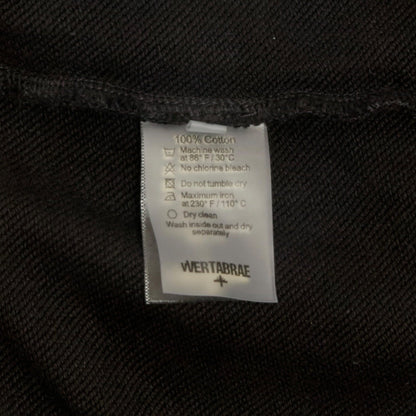 100% Cotton
Machine wash
at 86° F / 30°C
No chlorine bleach
Do not tumble dry
Maximum iron
at 230° F / 110° C
Dry clean
Wash inside out and dry
separately
VVERTABRAE